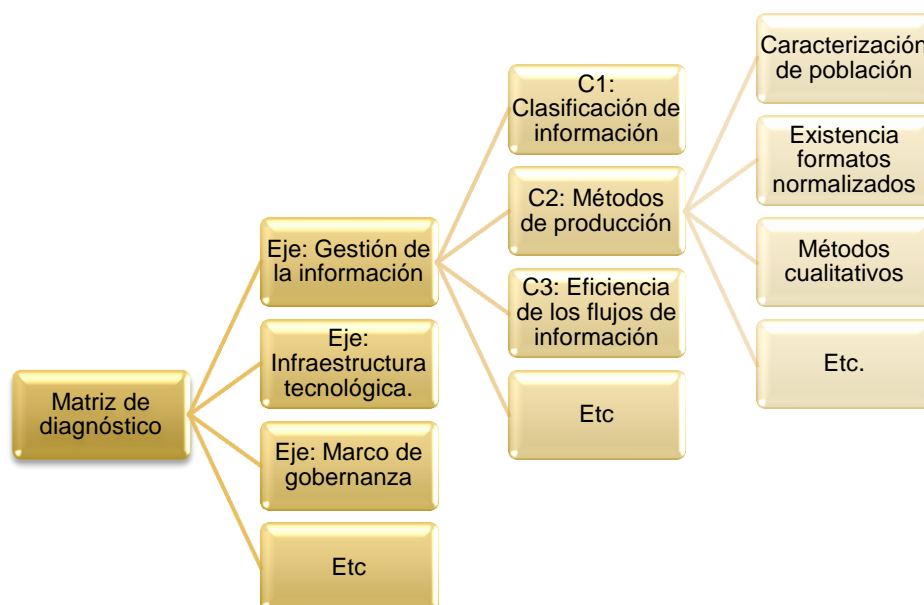 Matriz de
diagnóstico
Eje: Gestión de
la información
Eje:
Infraestructura
tecnológica.
Eje: Marco de
gobernanza
Etc
C1:
Clasificación de
información
C2: Métodos
de producción
C3: Eficiencia
de los flujos de
información
Etc
Caracterización
de población
Existencia
formatos
normalizados
Métodos
cualitativos
Etc.